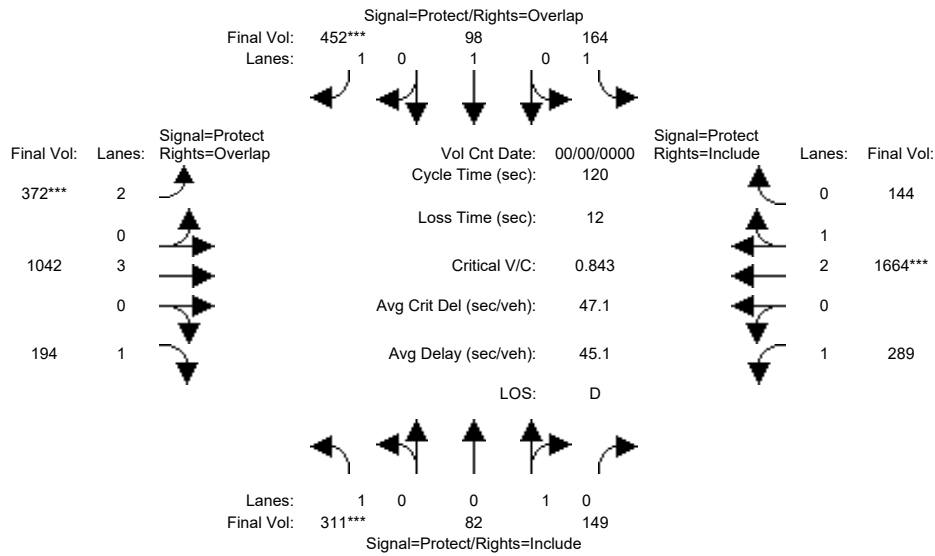 Signal=Protect/Rights=Overlap
Final Vol: 452*** 98 164
Lanes: 1 0 1 0 1
Signal=Protect
Final Vol: Lanes: Rights=Overlap
Vol Cnt Date: 00/00/0000
Signal=Protect
Rights=Include Lanes: Final Vol:
Cycle Time (sec): 120
372*** 2
0 144
Loss Time (sec): 12
0
1
1042 3
Critical V/C: 0.843
2 1664***
0
Avg Crit Del (sec/veh): 47.1
0
194 1
Avg Delay (sec/veh): 45.1
1 289
LOS: D
Lanes: 1 0 0 1 0
Final Vol: 311*** 82 149
Signal=Protect/Rights=Include